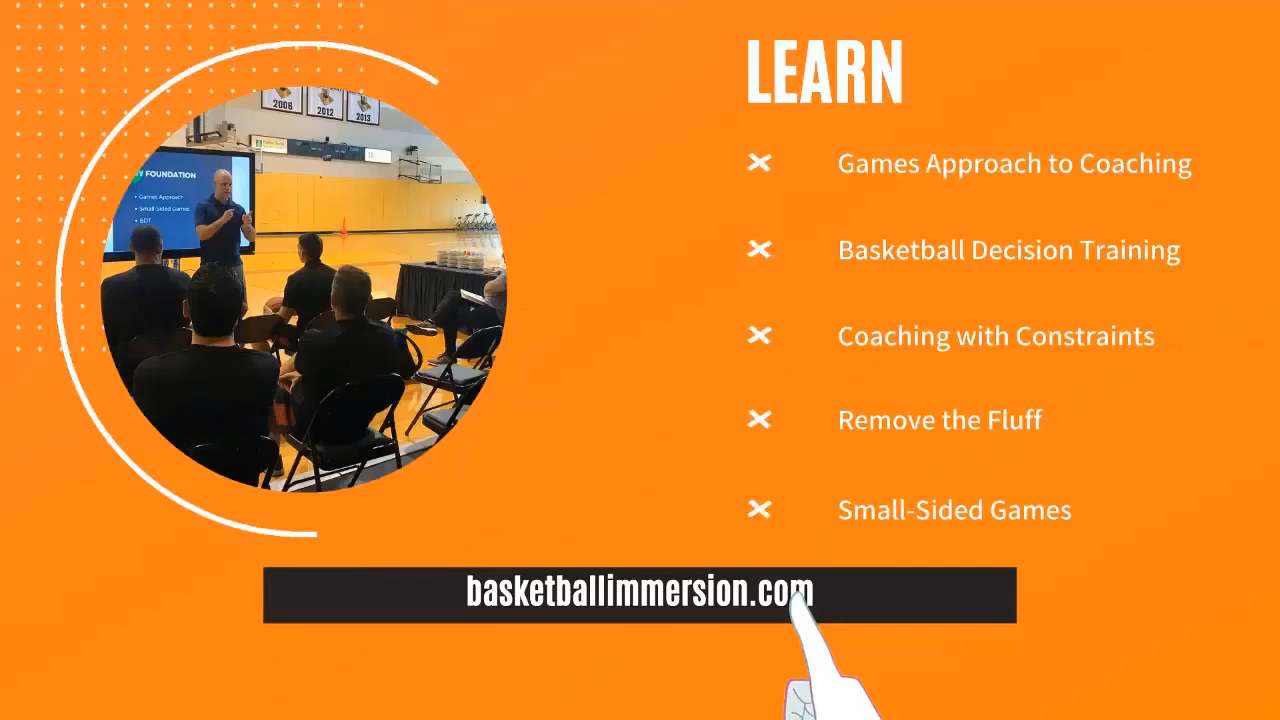 LEARN
Games Approach to Coaching
Basketball Decision Training
Coaching with Constraints
Remove the Fluff
Small-Sided Games
2006
2012
2013
FOUNDATION
• Games Approach
• Small-Sided Games
• BDT
basketballimmersion.com